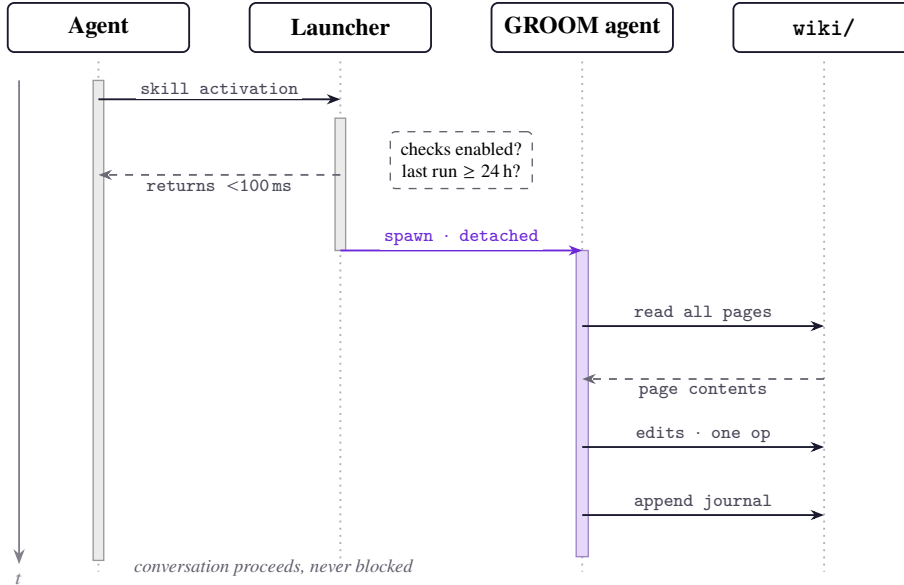 Agent
Launcher
GROOM agent
wiki/
skill activation
checks enabled?
last run ≥ 24 h?
returns <100 ms
spawn · detached
read all pages
page contents
edits · one op
append journal
conversation proceeds, never blocked
t